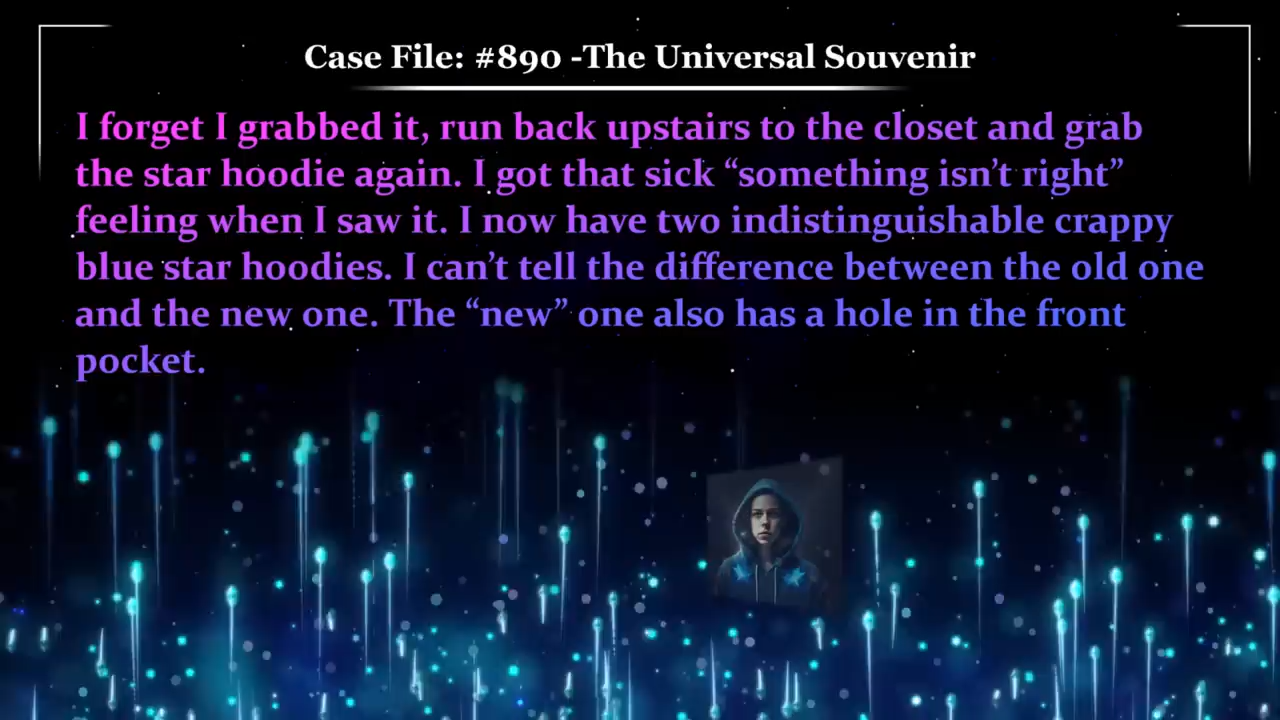 Case File: #890 -The Universal Souvenir
I forget I grabbed it, run back upstairs to the closet and grab
the star hoodie again. I got that sick “something isn’t right”
feeling when I saw it. I now have two indistinguishable crappy
blue star hoodies. I can’t tell the difference between the old one
and the new one. The “new” one also has a hole in the front
pocket.